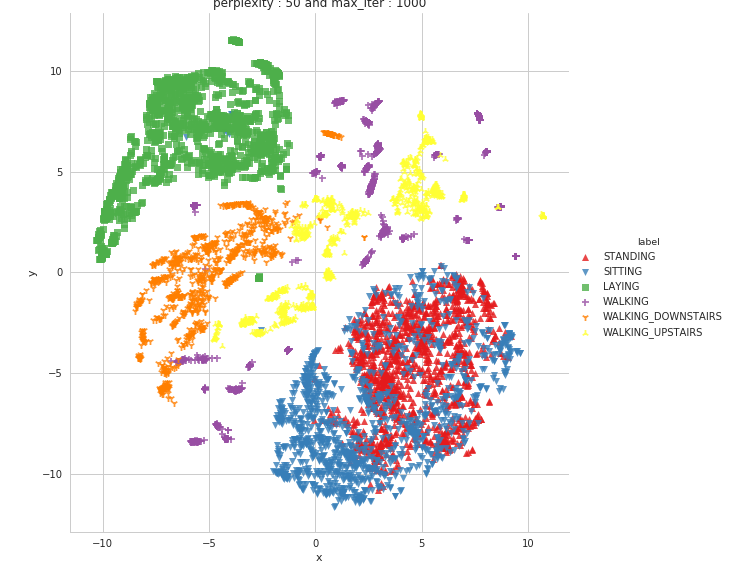 perplexity : 50 and max_iter : 1000
10
5
0
−5
−10
y
−10
−5
0
5
10
x
label
STANDING
SITTING
LAYING
WALKING
WALKING_DOWNSTAIRS
WALKING_UPSTAIRS